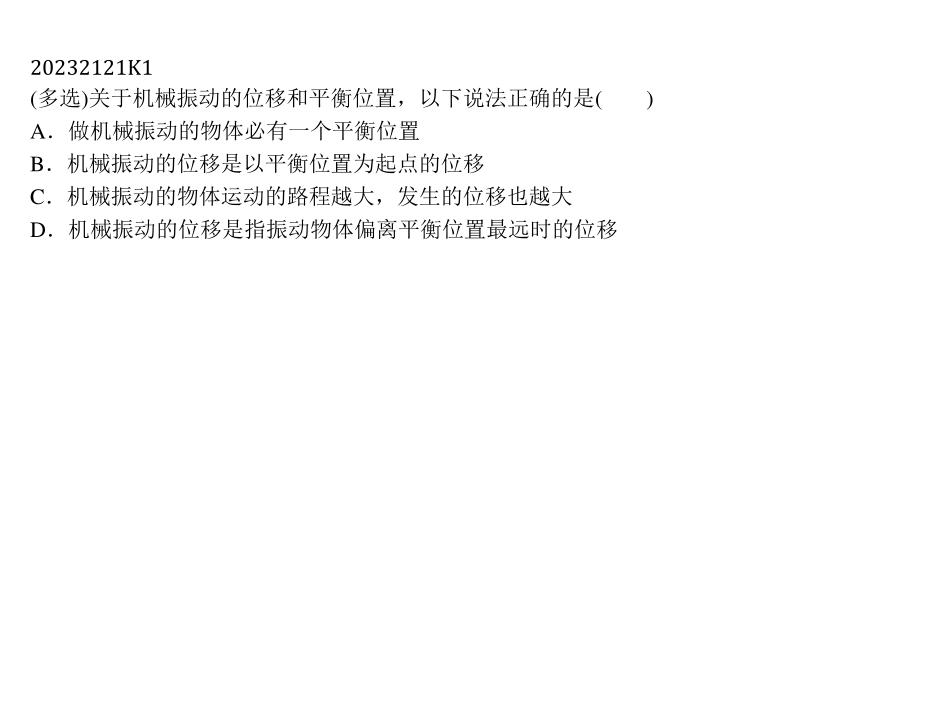 20232121K1
(多选)关于机械振动的位移和平衡位置，以下说法正确的是(　　)
A．做机械振动的物体必有一个平衡位置
B．机械振动的位移是以平衡位置为起点的位移
C．机械振动的物体运动的路程越大，发生的位移也越大
D．机械振动的位移是指振动物体偏离平衡位置最远时的位移